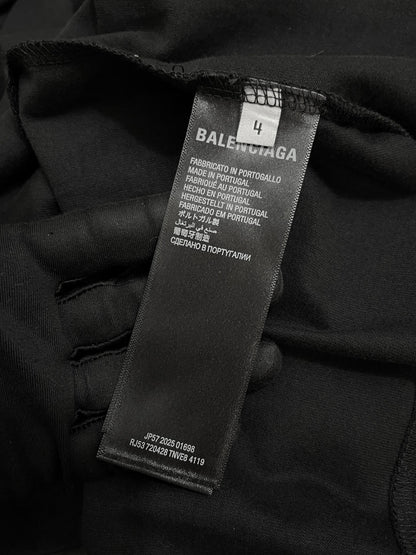 4
BALENCIAGA
FABBRICATO IN PORTOGALLO
MADE IN PORTUGAL
FABRIQUÉ AU PORTUGAL
HECHO EN PORTUGAL
HERGESTELLT IN PORTUGAL
FABRICADO EM PORTUGAL
ポルトガル製
صنع في البرتغال
葡萄牙制造
СДЕЛАНО В ПОРТУГАЛИИ
JP57 2025 01698
RJ53 720428 TNVE8 4119